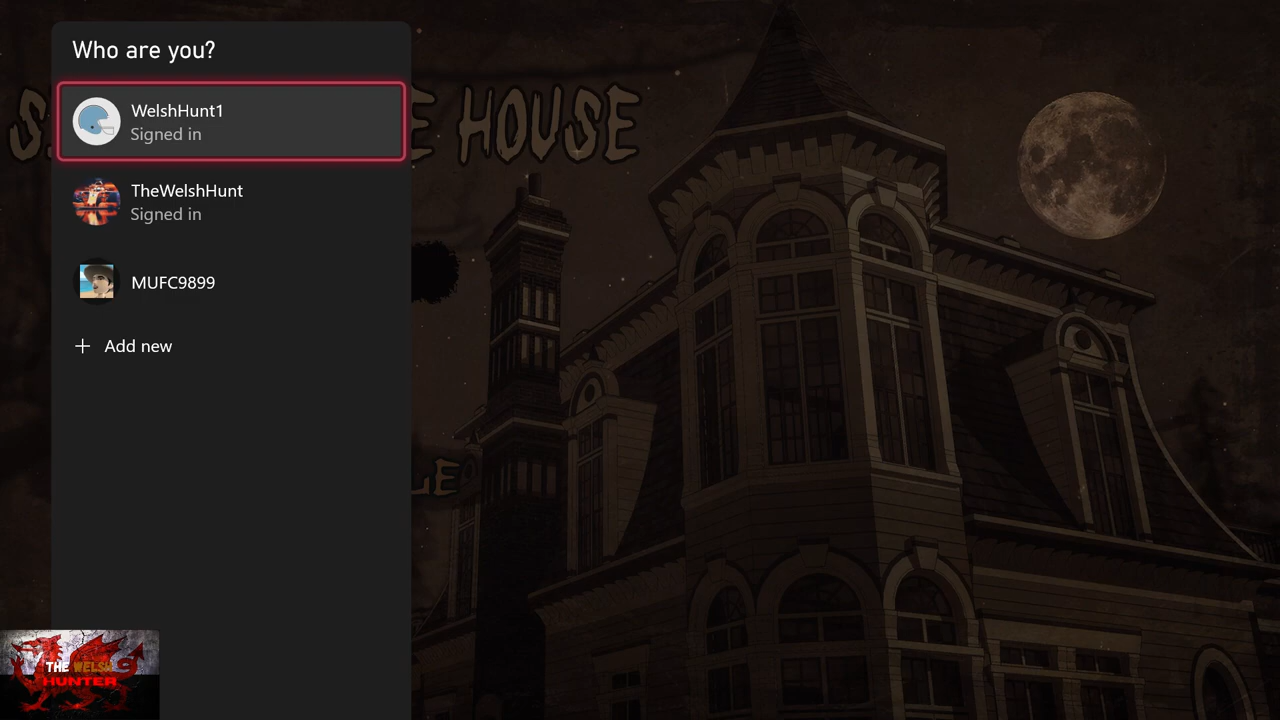 Who are you?
WelshHunt1
Signed in
HOUSE
TheWelshHunt
Signed in
MUFC9899
Add new
THE WELSH
HUNTER